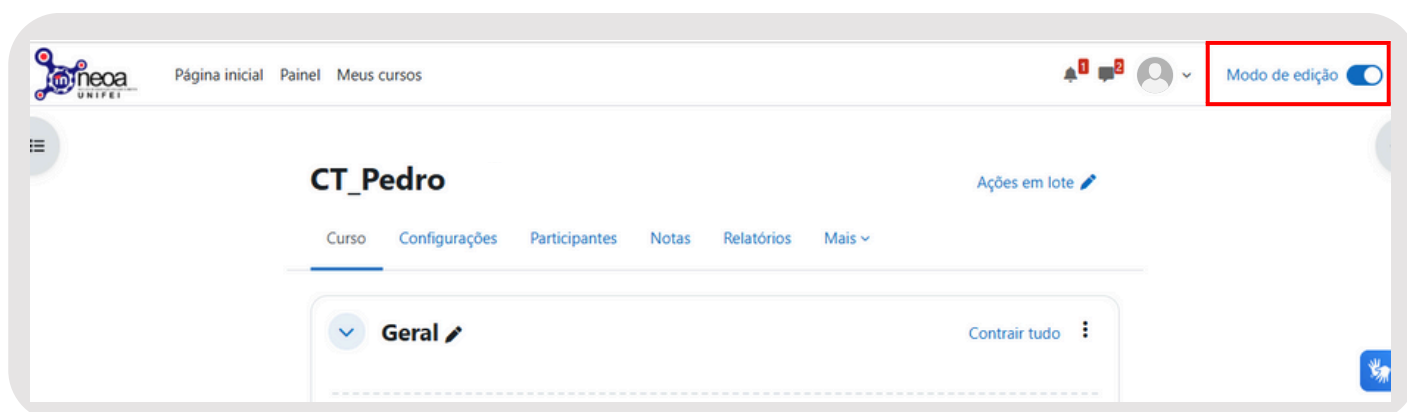 in neoa
UNIFEI
Página inicial Painel Meus cursos
1 2
Modo de edição
CT_Pedro
Ações em lote
Curso Configurações Participantes Notas Relatórios Mais
Geral
Contrair tudo